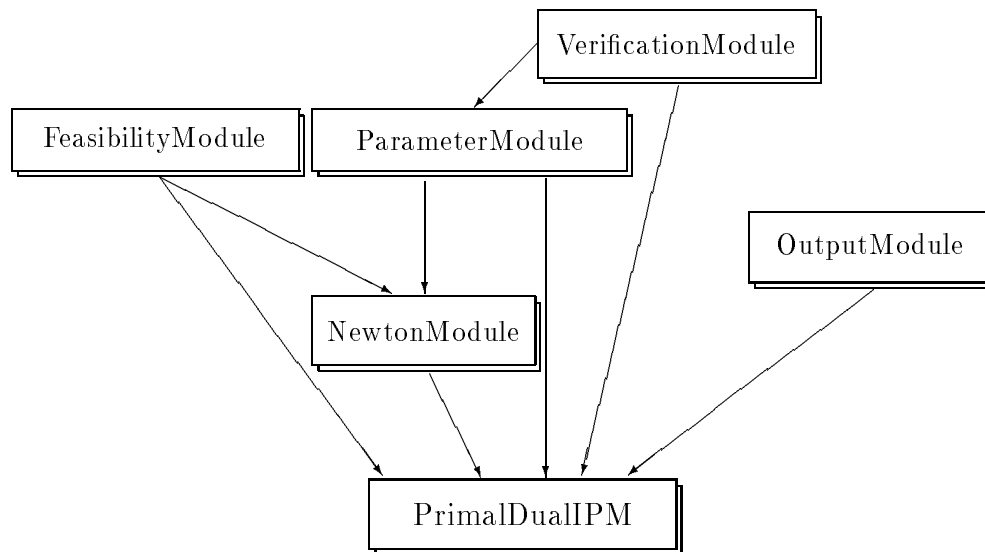 VerificationModule
FeasibilityModule
ParameterModule
OutputModule
NewtonModule
PrimalDualIPM